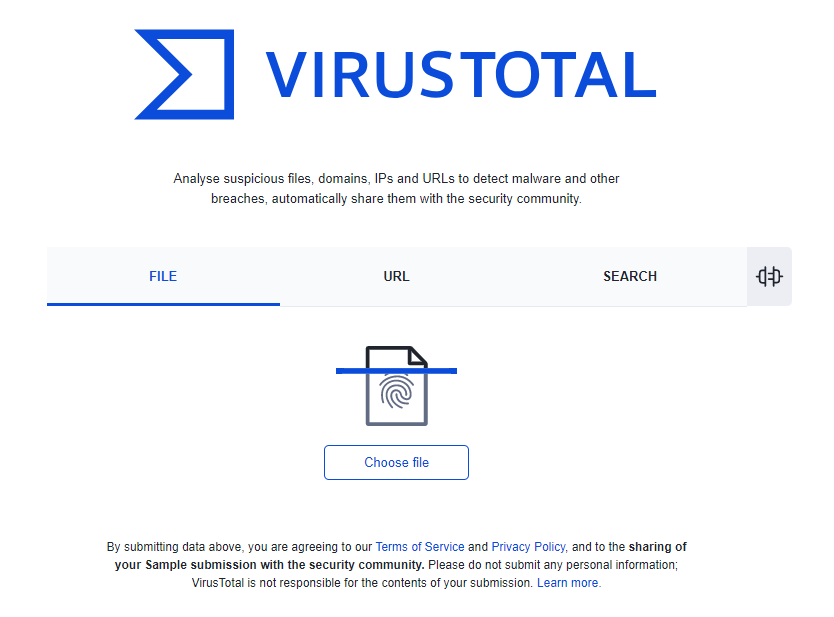 VIRUSTOTAL
Analyse suspicious files, domains, IPs and URLs to detect malware and other
breaches, automatically share them with the security community.
FILE
URL
SEARCH
Choose file
By submitting data above, you are agreeing to our Terms of Service and Privacy Policy, and to the sharing of
your Sample submission with the security community. Please do not submit any personal information;
VirusTotal is not responsible for the contents of your submission. Learn more.